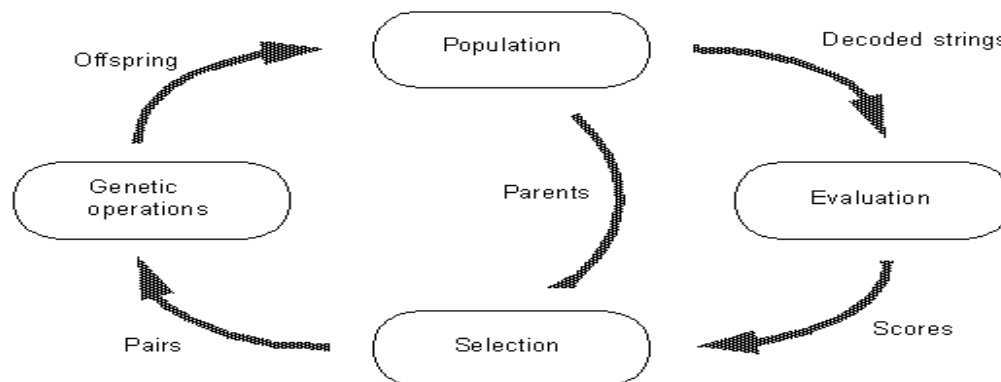 Population
Decoded strings
Offspring
Genetic
operations
Parents
Evaluation
Pairs
Selection
Scores